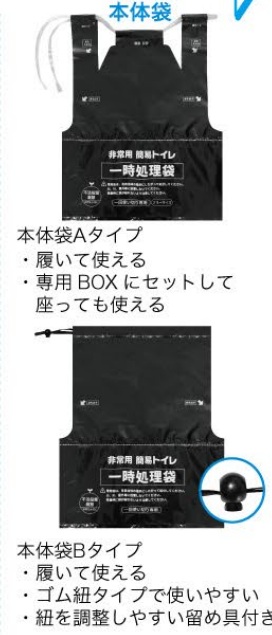 本体袋
非常用 簡易トイレ
一時処理袋
本体袋Aタイプ
・履いて使える
・専用 BOX にセットして
座っても使える
非常用 簡易トイレ
一時処理袋
本体袋Bタイプ
・履いて使える
・ゴム紐タイプで使いやすい
・紐を調整しやすい留め具付き